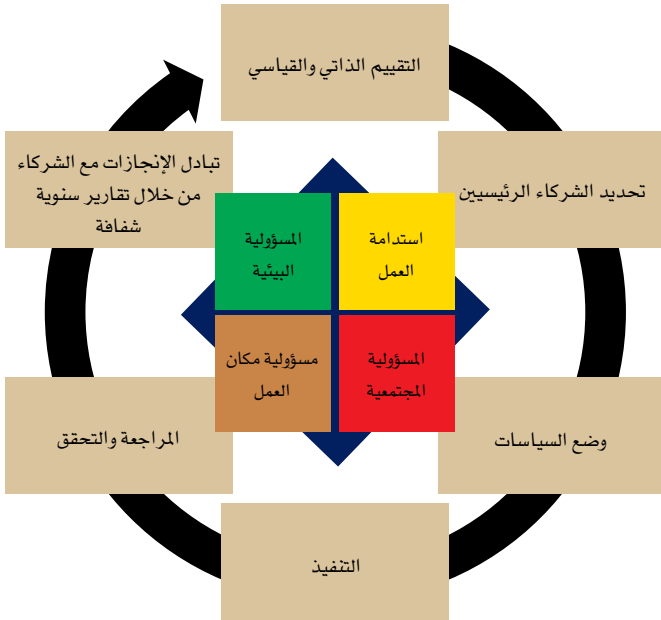 التقييم الذاتي والقياسي
تحديد الشركاء الرئيسيين
وضع السياسات
التنفيذ
المراجعة والتحقق
تبادل الإنجازات مع الشركاء
من خلال تقارير سنوية
شفافة
استدامة
العمل
المسؤولية
البيئية
المسؤولية
المجتمعية
مسؤولية مكان
العمل